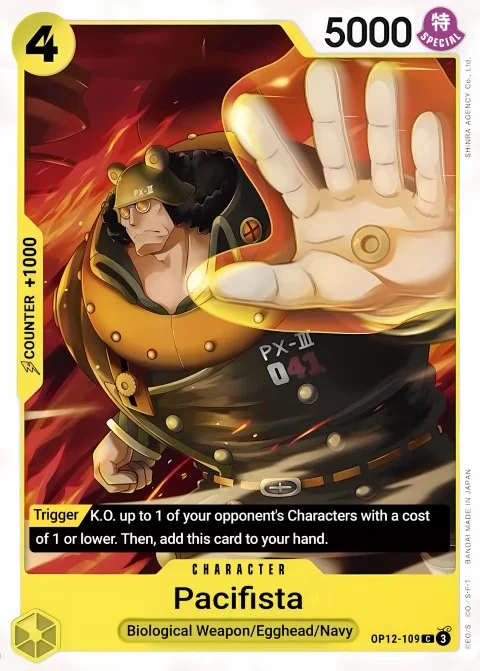 4
5000
特
SPECIAL
SHINRA AGENCY Co., Ltd.
PX-III
COUNTER +1000
PX-III
041
Trigger K.O. up to 1 of your opponent's Characters with a cost
of 1 or lower. Then, add this card to your hand.
CHARACTER
Pacifista
Biological Weapon/Egghead/Navy
OP12-109 C 3
©E.O/S. ©O./S.F-T BANDAI MADE IN JAPAN